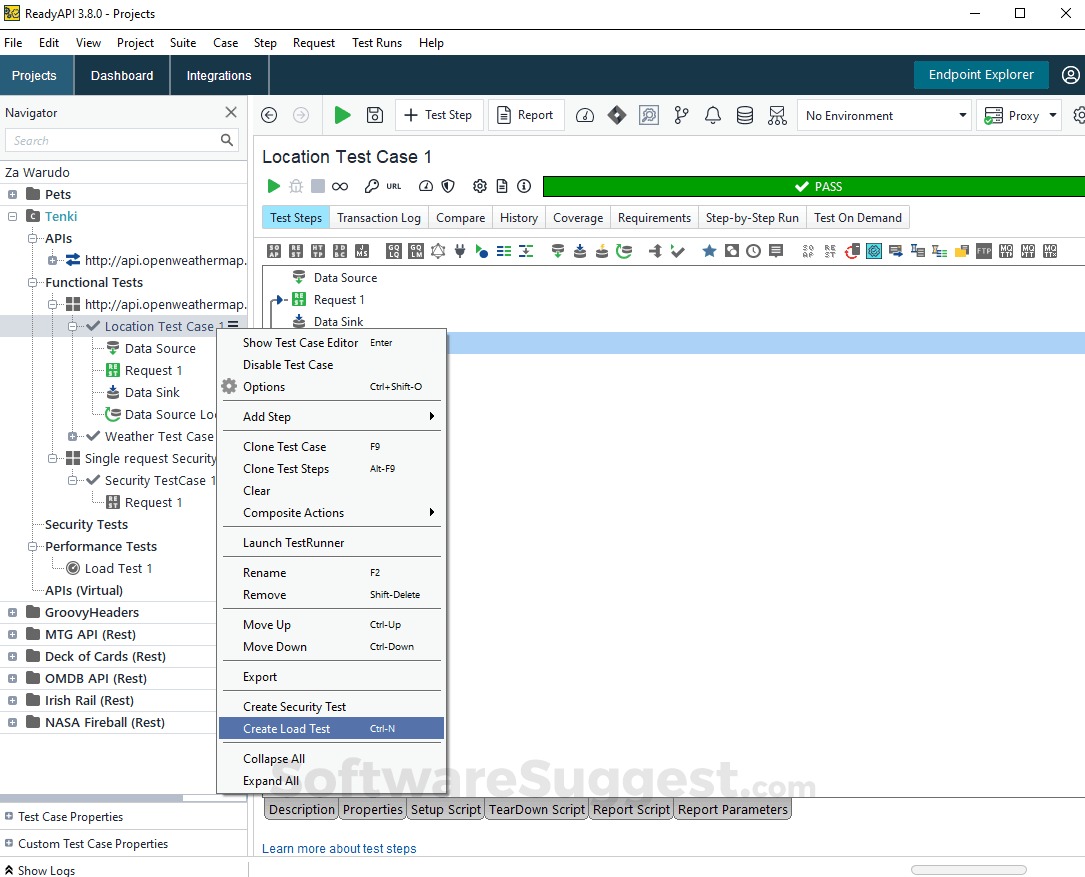 ReadyAPI 3.8.0 - Projects
File Edit View Project Suite Case Step Request Test Runs Help
Projects Dashboard Integrations Endpoint Explorer
Navigator
Search
Test Step Report No Environment Proxy
Za Warudo
Pets
Tenki
APIs
http://api.openweathermap.
Functional Tests
http://api.openweathermap.
Location Test Case 1
Data Source
Request 1
Data Sink
Data Source Loo
Weather Test Case
Single request Security
Security TestCase 1
Request 1
Security Tests
Performance Tests
Load Test 1
APIs (Virtual)
GroovyHeaders
MTG API (Rest)
Deck of Cards (Rest)
OMDB API (Rest)
Irish Rail (Rest)
NASA Fireball (Rest)
Test Case Properties
Custom Test Case Properties
Show Logs
Location Test Case 1
URL
PASS
Test Steps Transaction Log Compare History Coverage Requirements Step-by-Step Run Test On Demand
Data Source
Request 1
Data Sink
Show Test Case Editor Enter
Disable Test Case
Options Ctrl+Shift-O
Add Step
Clone Test Case F9
Clone Test Steps Alt-F9
Clear
Composite Actions
Launch TestRunner
Rename F2
Remove Shift-Delete
Move Up Ctrl-Up
Move Down Ctrl-Down
Export
Create Security Test
Create Load Test Ctrl-N
Collapse All
Expand All
SoftwareSuggest.com
Description Properties Setup Script TearDown Script Report Script Report Parameters
Learn more about test steps